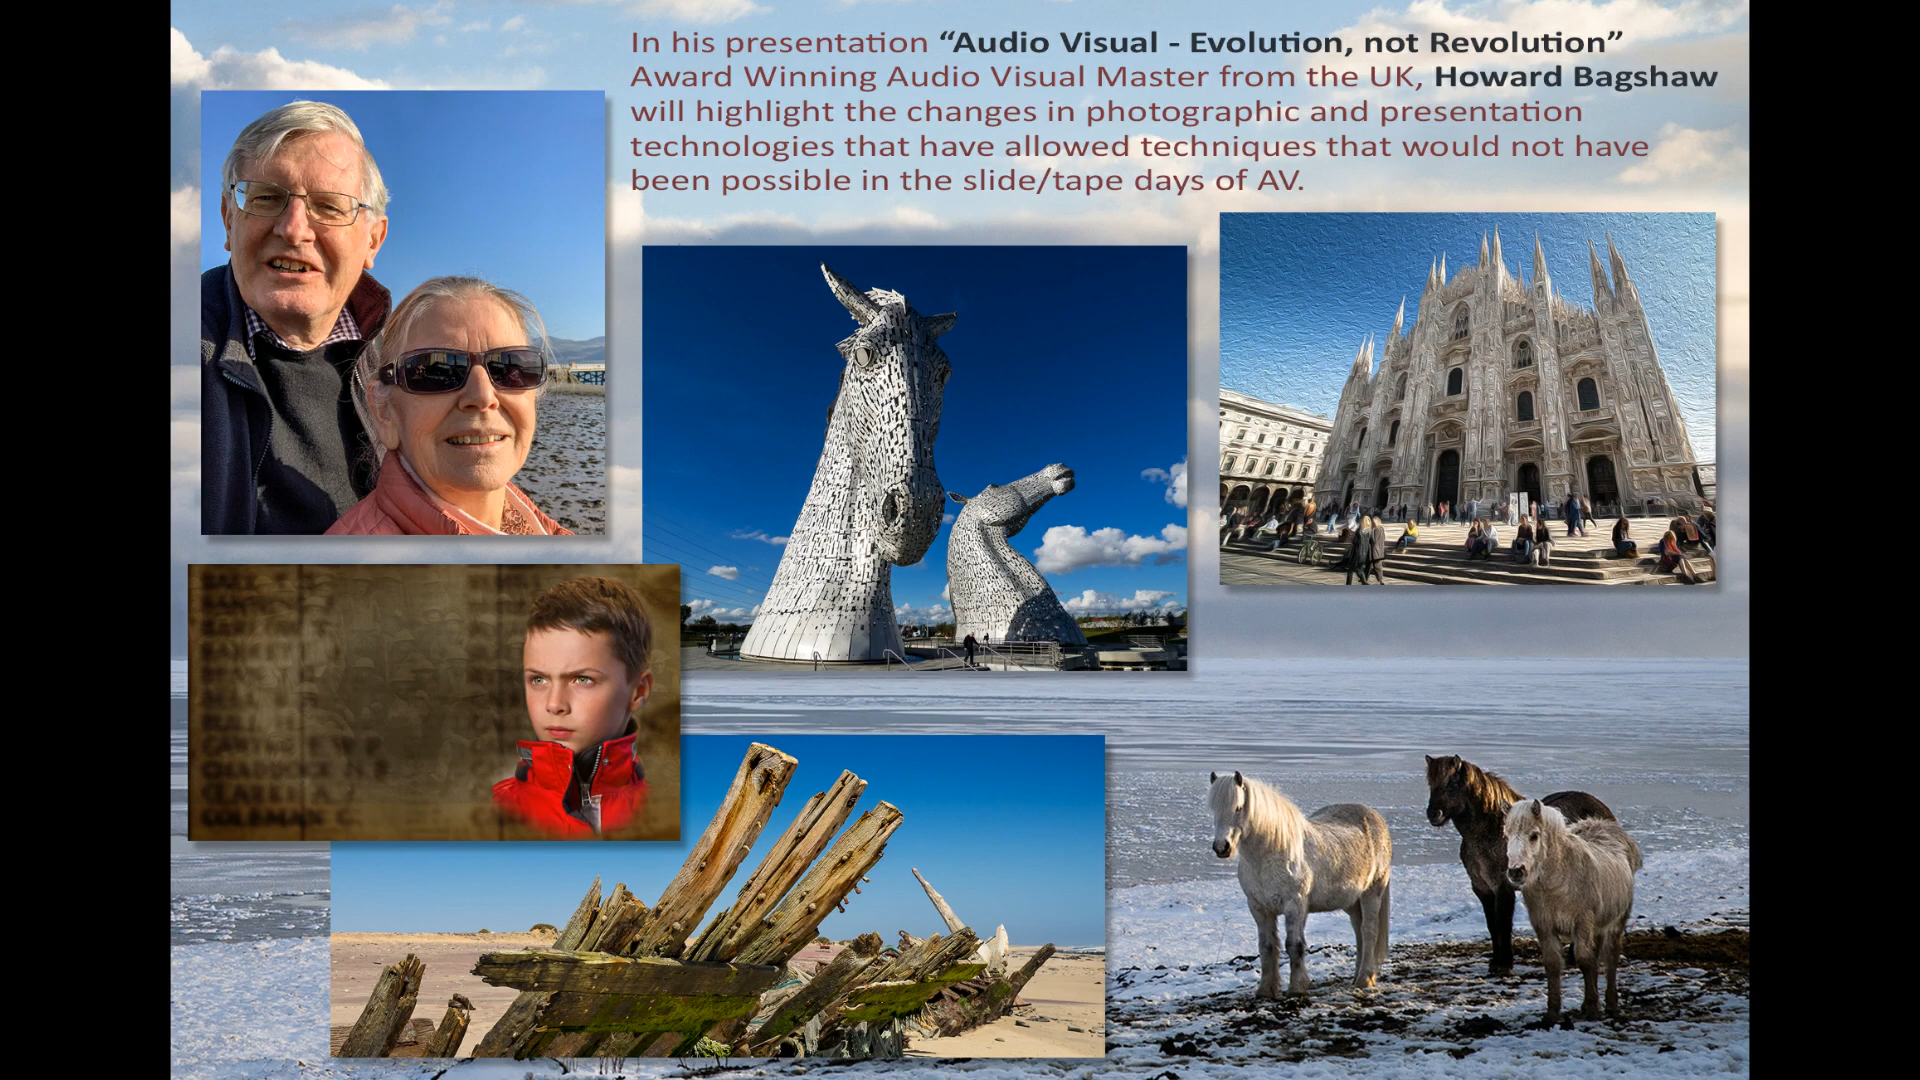 In his presentation “Audio Visual - Evolution, not Revolution”
Award Winning Audio Visual Master from the UK, Howard Bagshaw
will highlight the changes in photographic and presentation
technologies that have allowed techniques that would not have
been possible in the slide/tape days of AV.
CLARKE A. J.
COLEMAN C.